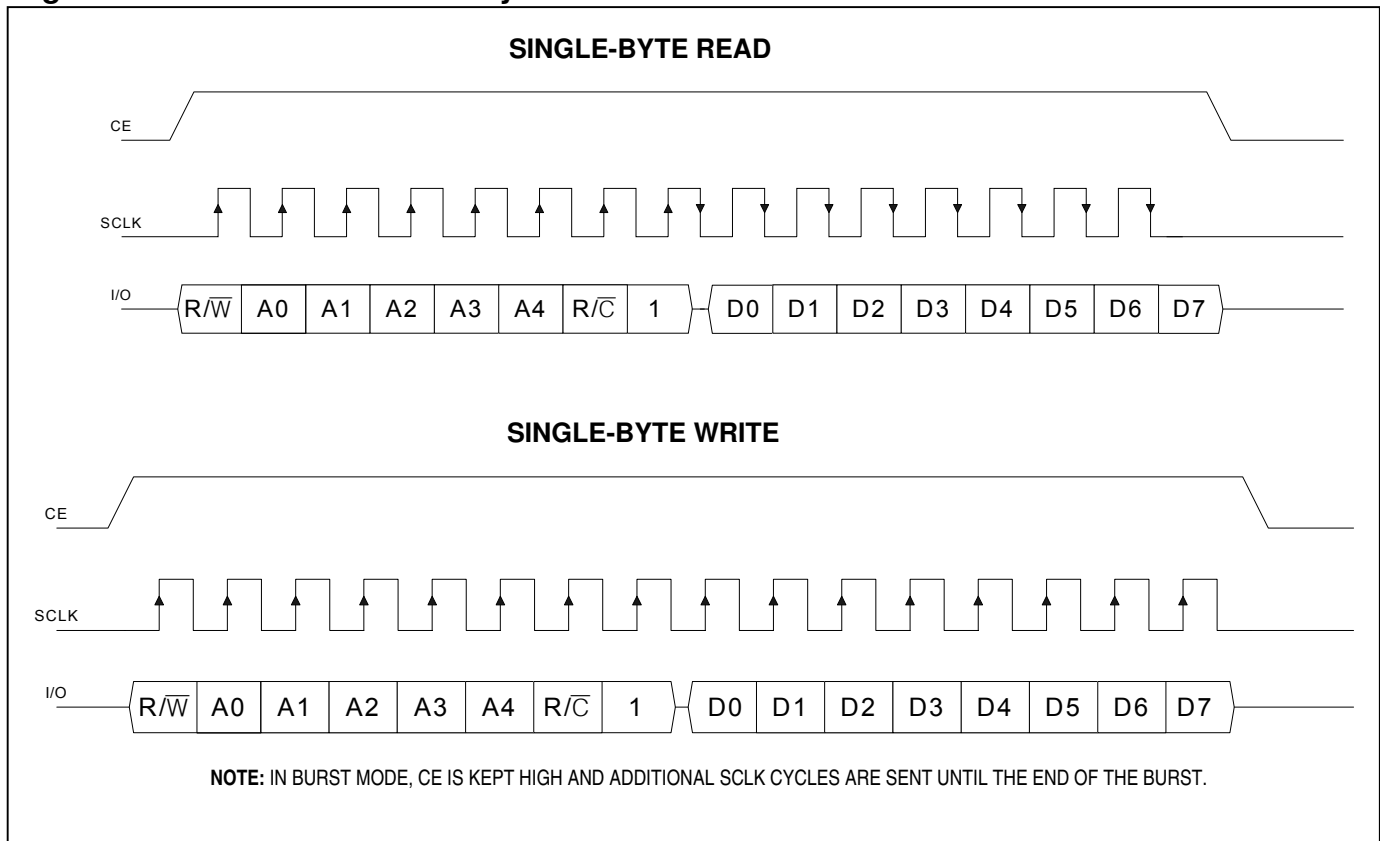 SINGLE-BYTE READ
CE
SCLK
I/O R/W̅ A0 A1 A2 A3 A4 R/C̅ 1 D0 D1 D2 D3 D4 D5 D6 D7
SINGLE-BYTE WRITE
CE
SCLK
I/O R/W̅ A0 A1 A2 A3 A4 R/C̅ 1 D0 D1 D2 D3 D4 D5 D6 D7
NOTE: IN BURST MODE, CE IS KEPT HIGH AND ADDITIONAL SCLK CYCLES ARE SENT UNTIL THE END OF THE BURST.